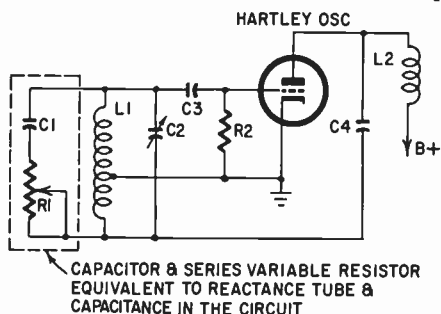 HARTLEY OSC
L2
L1
C3
C1
C2
R2
C4
B+
R1
CAPACITOR & SERIES VARIABLE RESISTOR
EQUIVALENT TO REACTANCE TUBE &
CAPACITANCE IN THE CIRCUIT